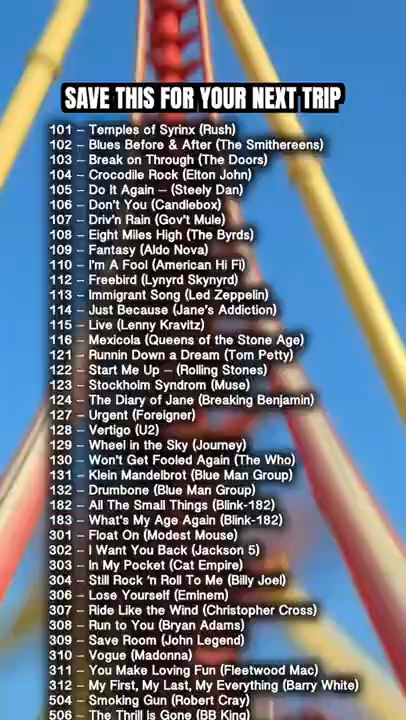 SAVE THIS FOR YOUR NEXT TRIP
101 – Temples of Syrinx (Rush)
102 – Blues Before & After (The Smithereens)
103 – Break on Through (The Doors)
104 – Crocodile Rock (Elton John)
105 – Do It Again – (Steely Dan)
106 – Don't You (Candlebox)
107 – Driv'n Rain (Gov't Mule)
108 – Eight Miles High (The Byrds)
109 – Fantasy (Aldo Nova)
110 – I'm A Fool (American Hi Fi)
112 – Freebird (Lynyrd Skynyrd)
113 – Immigrant Song (Led Zeppelin)
114 – Just Because (Jane's Addiction)
115 – Live (Lenny Kravitz)
116 – Mexicola (Queens of the Stone Age)
121 – Runnin Down a Dream (Tom Petty)
122 – Start Me Up – (Rolling Stones)
123 – Stockholm Syndrom (Muse)
124 – The Diary of Jane (Breaking Benjamin)
127 – Urgent (Foreigner)
128 – Vertigo (U2)
129 – Wheel in the Sky (Journey)
130 – Won't Get Fooled Again (The Who)
131 – Klein Mandelbrot (Blue Man Group)
132 – Drumbone (Blue Man Group)
182 – All The Small Things (Blink-182)
183 – What's My Age Again (Blink-182)
301 – Float On (Modest Mouse)
302 – I Want You Back (Jackson 5)
303 – In My Pocket (Cat Empire)
304 – Still Rock 'n Roll To Me (Billy Joel)
306 – Lose Yourself (Eminem)
307 – Ride Like the Wind (Christopher Cross)
308 – Run to You (Bryan Adams)
309 – Save Room (John Legend)
310 – Vogue (Madonna)
311 – You Make Loving Fun (Fleetwood Mac)
312 – My First, My Last, My Everything (Barry White)
504 – Smoking Gun (Robert Cray)
506 – The Thrill is Gone (BB King)